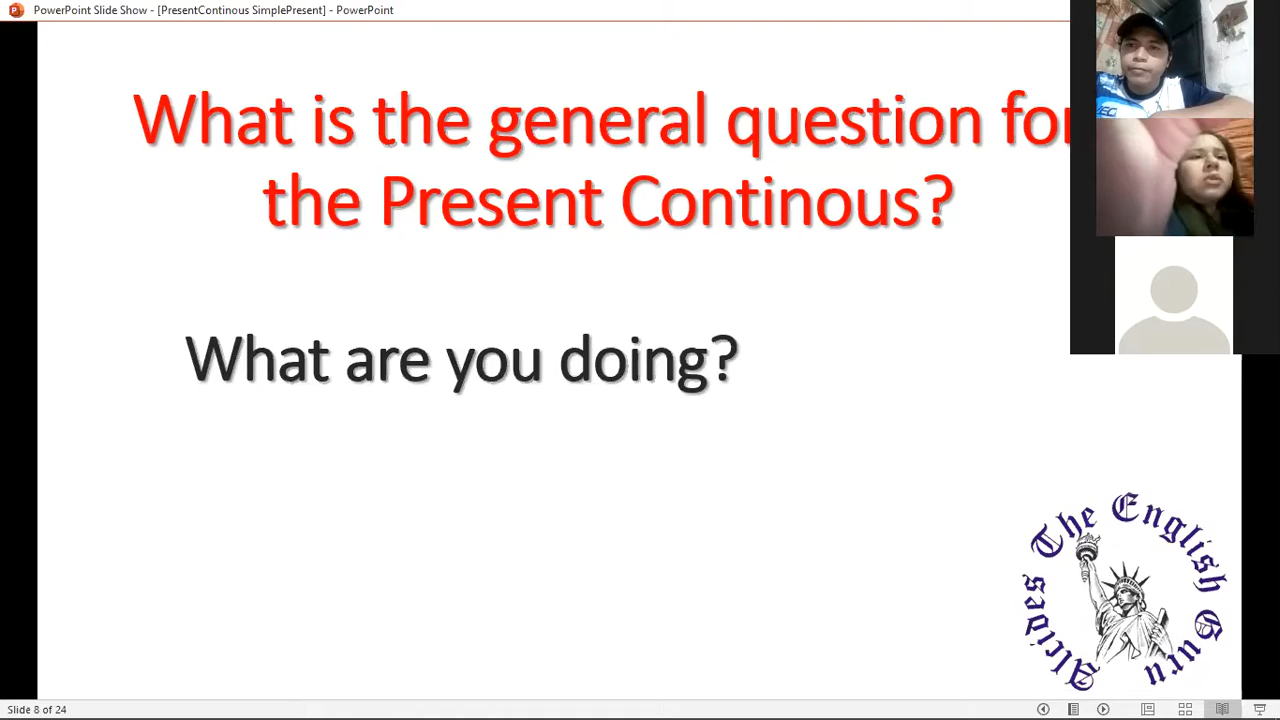 PowerPoint Slide Show - [PresentContinous SimplePresent] - PowerPoint
What is the general question for
the Present Continous?
What are you doing?
Alcides The English Guru
Slide 8 of 24